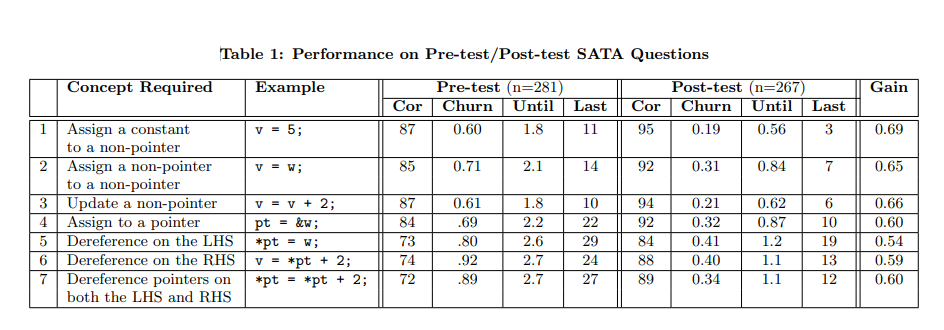 Table 1: Performance on Pre-test/Post-test SATA Questions
Concept Required Example Pre-test (n=281) Post-test (n=267) Gain
Cor Churn Until Last Cor Churn Until Last
1 Assign a constant v = 5; 87 0.60 1.8 11 95 0.19 0.56 3 0.69
to a non-pointer
2 Assign a non-pointer v = w; 85 0.71 2.1 14 92 0.31 0.84 7 0.65
to a non-pointer
3 Update a non-pointer v = v + 2; 87 0.61 1.8 10 94 0.21 0.62 6 0.66
4 Assign to a pointer pt = &w; 84 .69 2.2 22 92 0.32 0.87 10 0.60
5 Dereference on the LHS *pt = w; 73 .80 2.6 29 84 0.41 1.2 19 0.54
6 Dereference on the RHS v = *pt + 2; 74 .92 2.7 24 88 0.40 1.1 13 0.59
7 Dereference pointers on *pt = *pt + 2; 72 .89 2.7 27 89 0.34 1.1 12 0.60
both the LHS and RHS